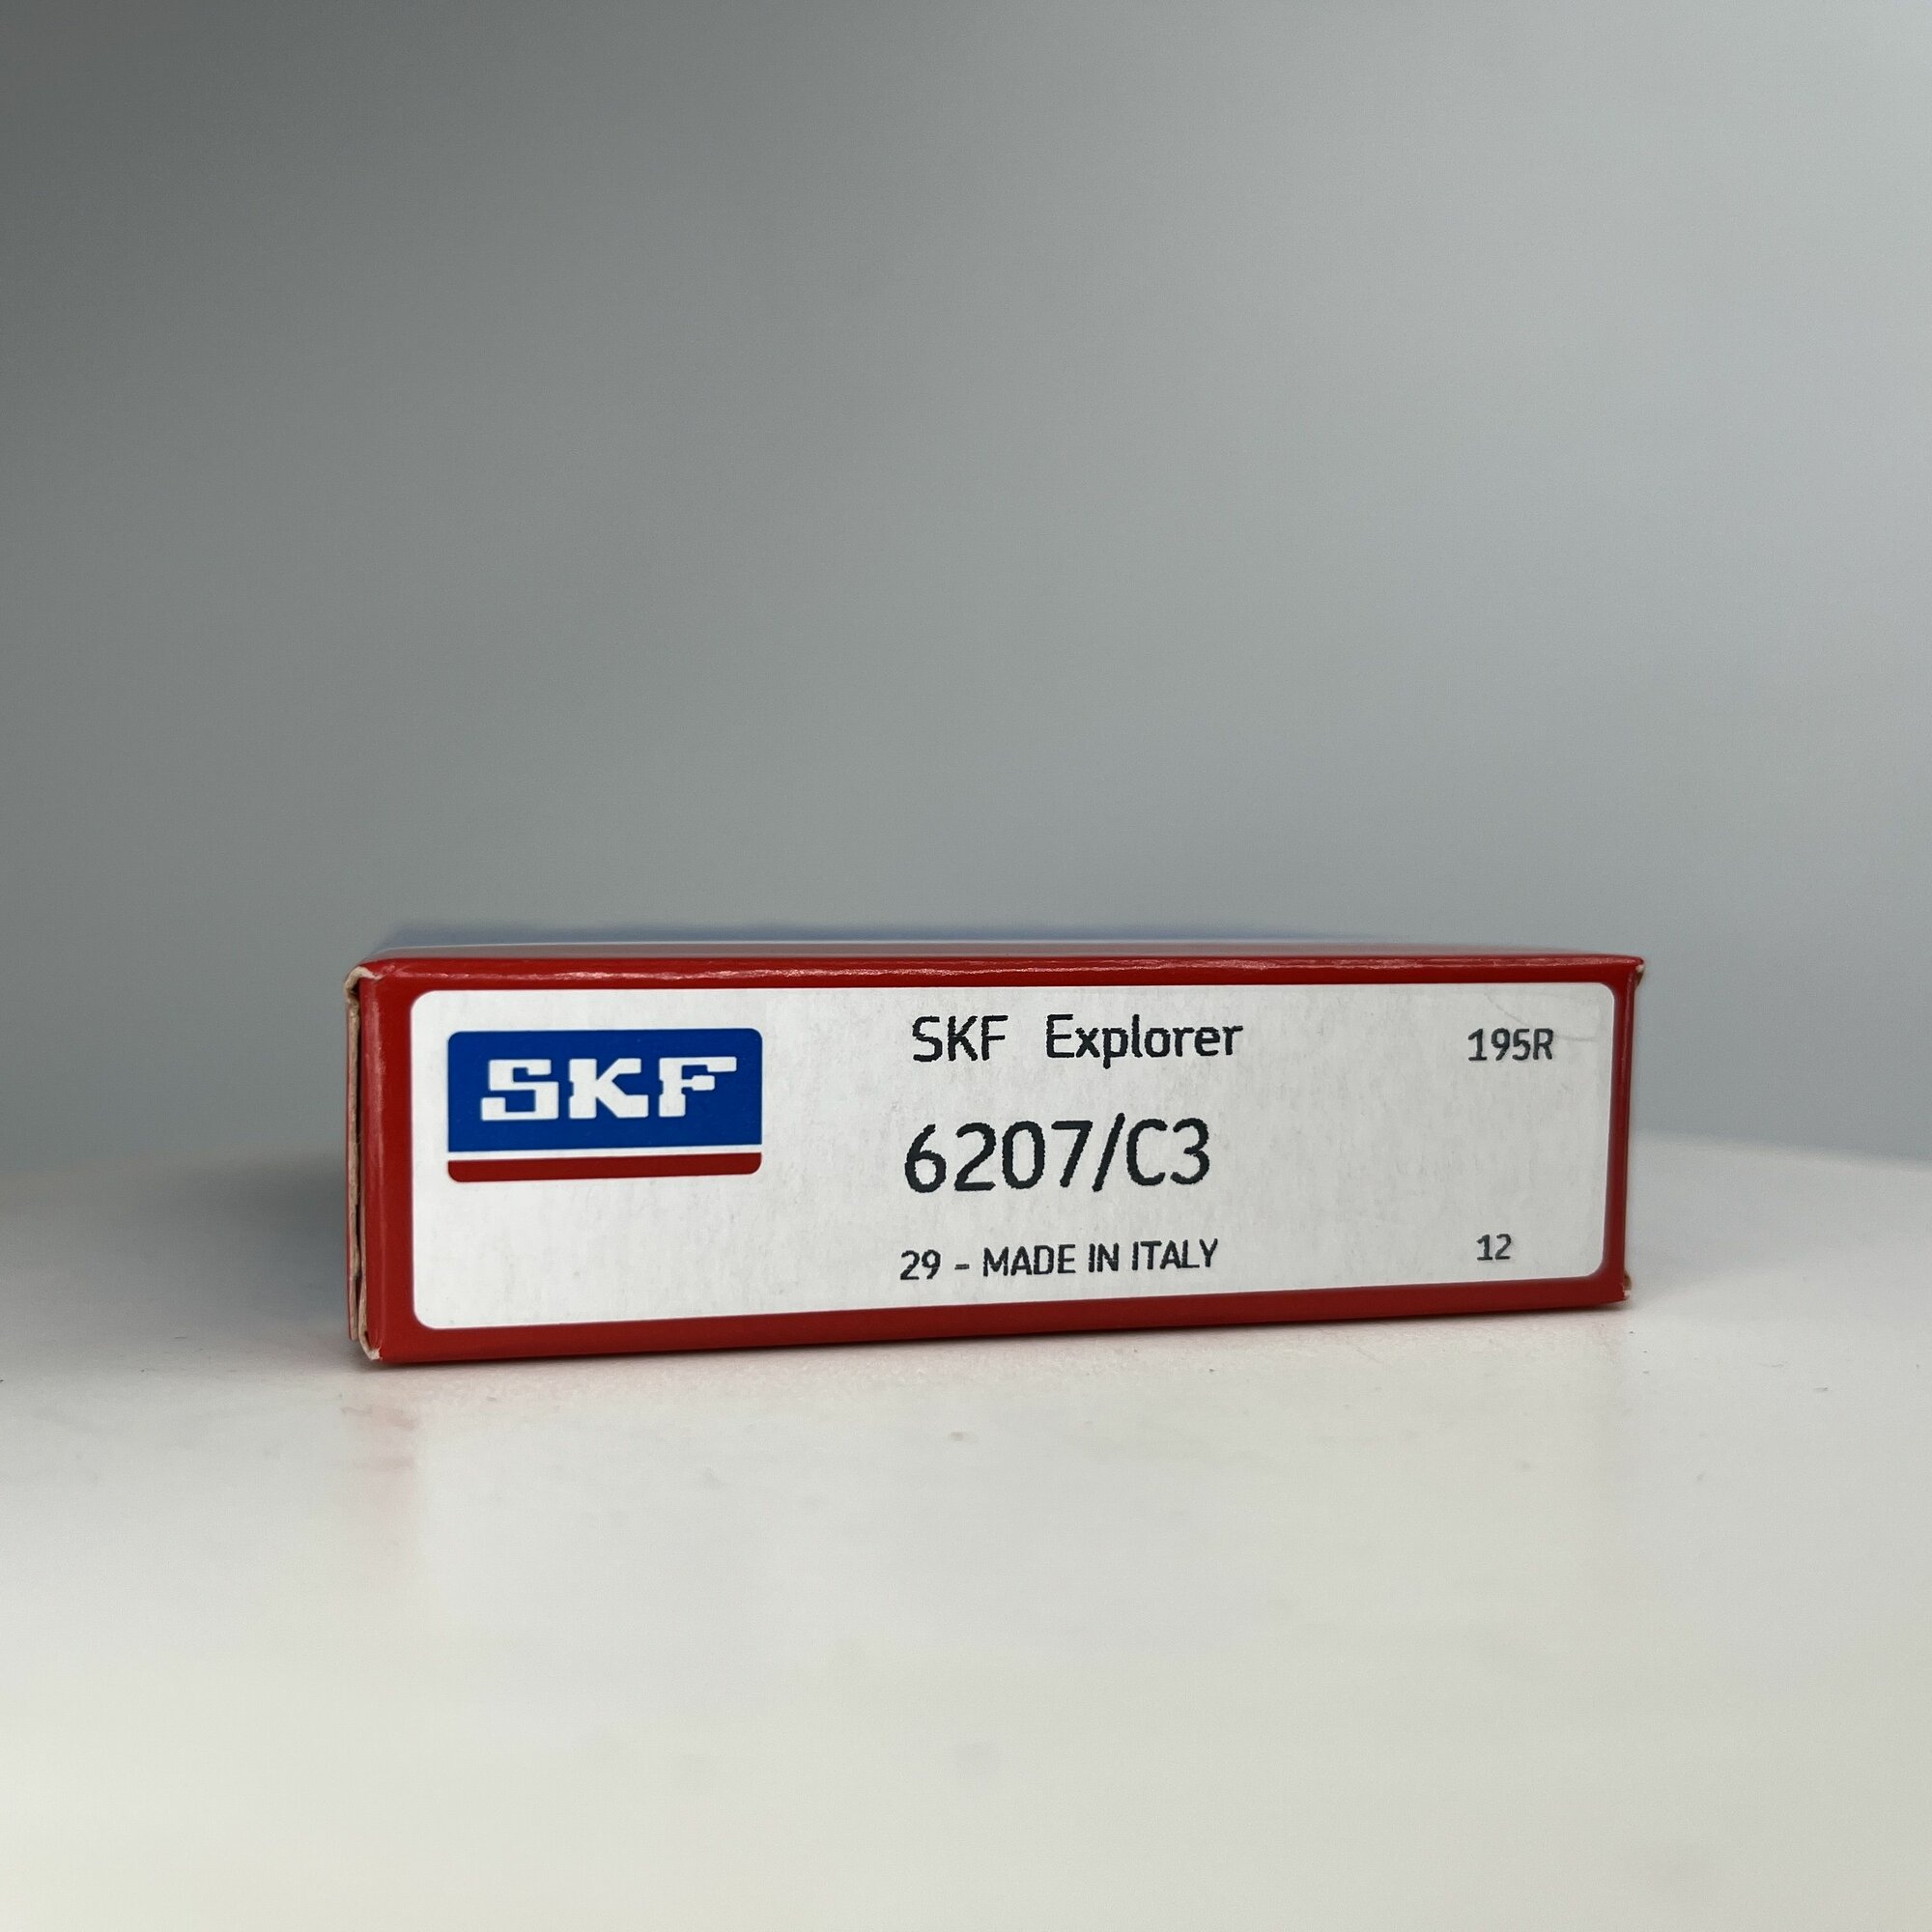 SKF
SKF Explorer
195R
6207/C3
29 - MADE IN ITALY
12